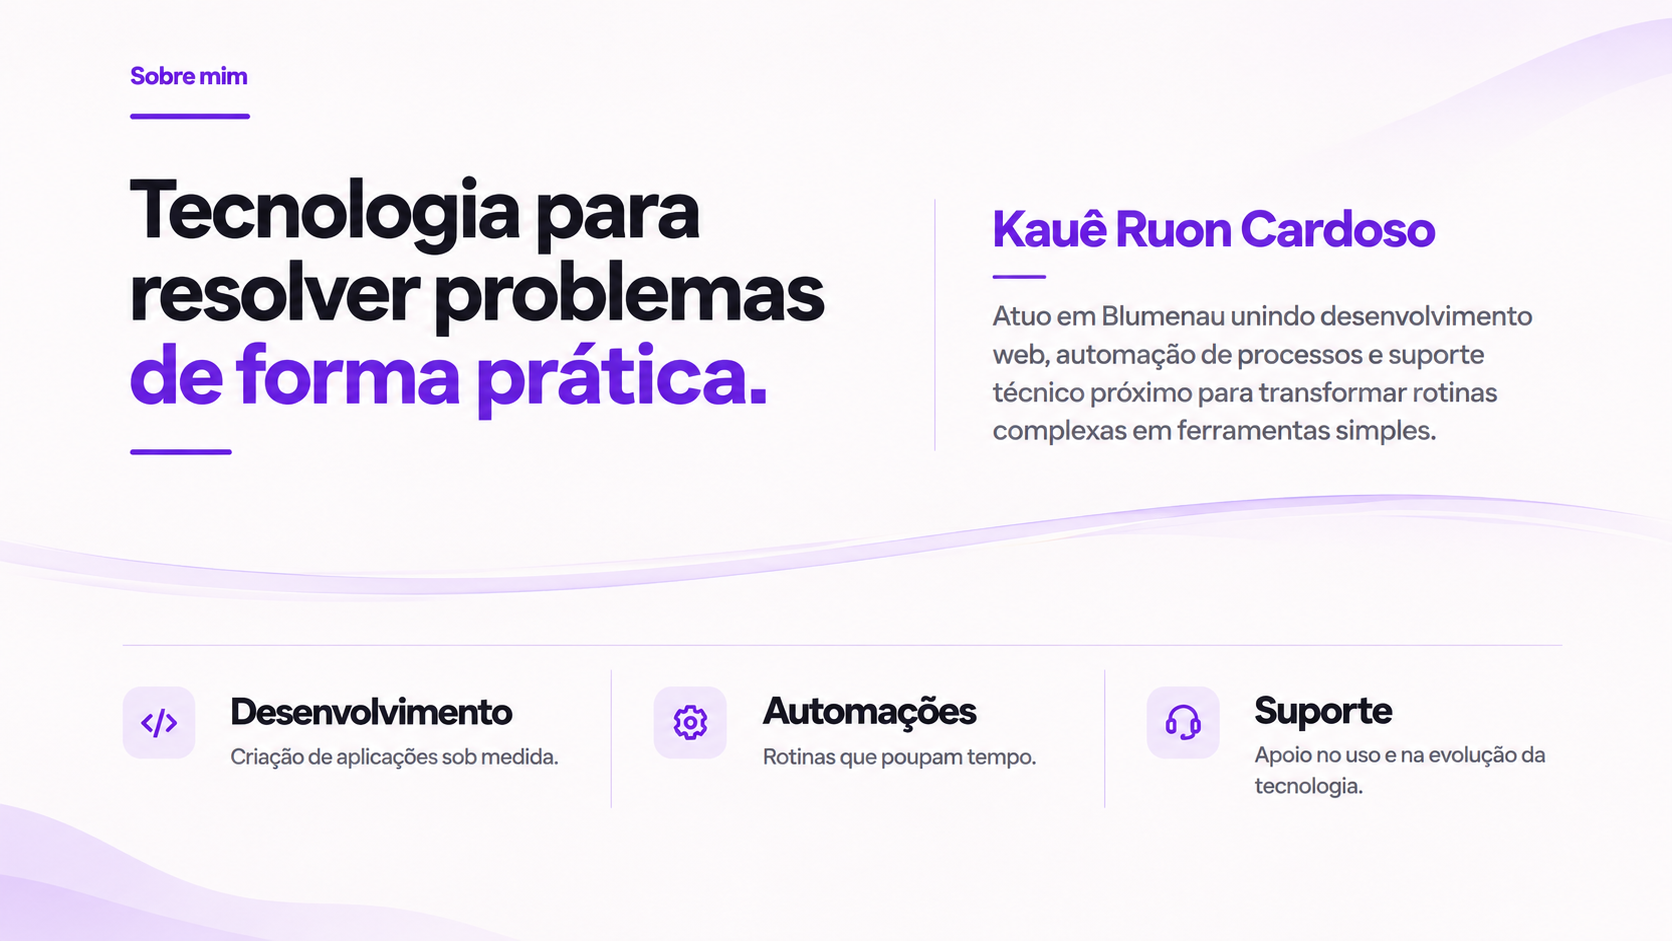 Sobre mim
Tecnologia para
resolver problemas
de forma prática.
Kauê Ruon Cardoso
Atuo em Blumenau unindo desenvolvimento
web, automação de processos e suporte
técnico próximo para transformar rotinas
complexas em ferramentas simples.
Desenvolvimento
Criação de aplicações sob medida.
Automações
Rotinas que poupam tempo.
Suporte
Apoio no uso e na evolução da
tecnologia.